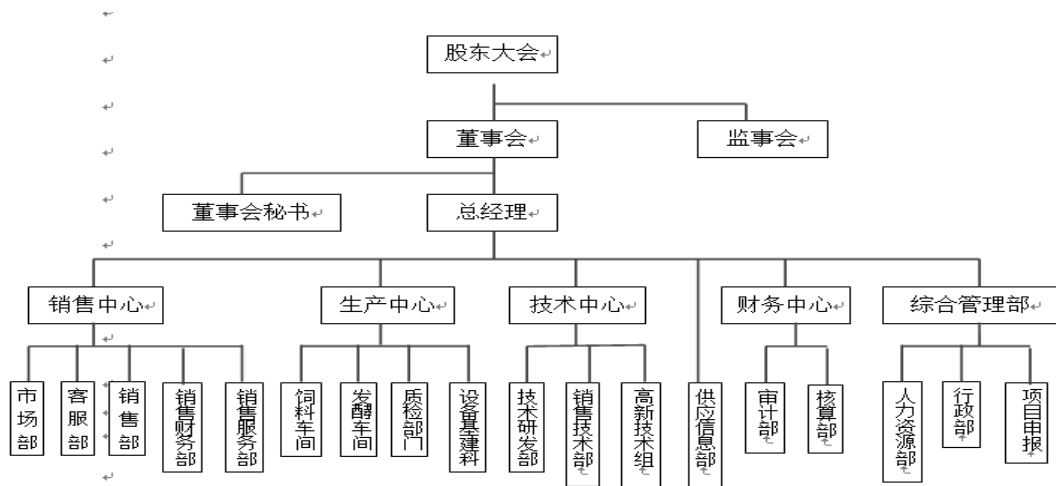 股东大会
董事会
监事会
董事会秘书
总经理
销售中心
生产中心
技术中心
财务中心
综合管理部
市场部
客服部
销售部
销售财务部
销售服务部
饲料车间
发酵车间
质检部门
设备基建科
技术研发部
销售技术部
高新技术组
供应信息部
审计部
核算部
人力资源部
行政部
项目申报